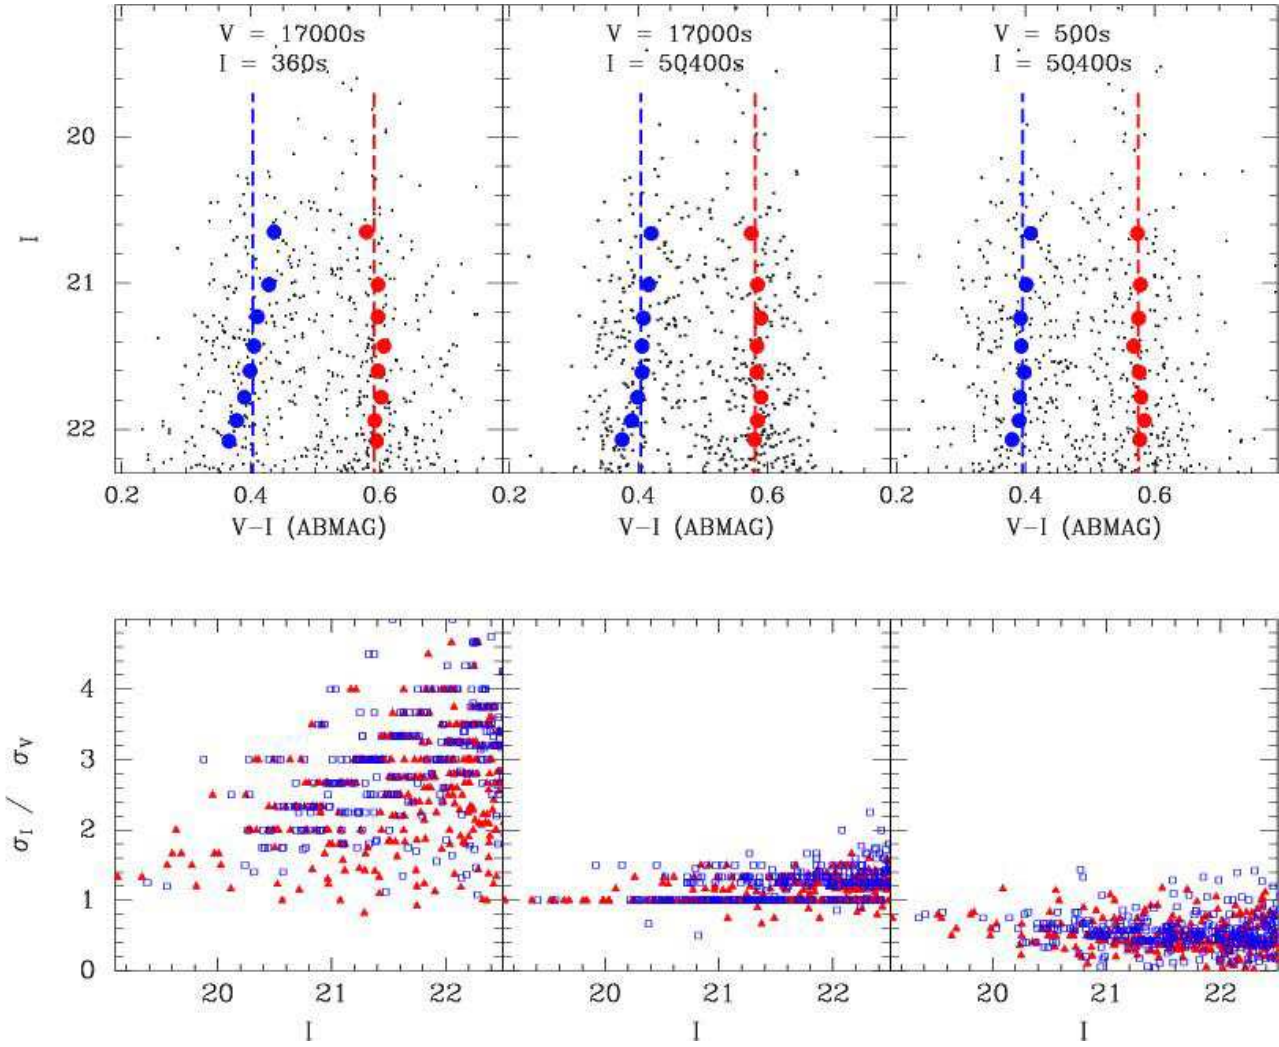 V = 17000s V = 17000s V = 500s
I = 360s I = 50400s I = 50400s
20
I
21
22
0.2 0.4 0.6 0.2 0.4 0.6 0.2 0.4 0.6
V-I (ABMAG) V-I (ABMAG) V-I (ABMAG)
4
3
σI / σV
2
1
0
20 21 22 20 21 22 20 21 22
I I I